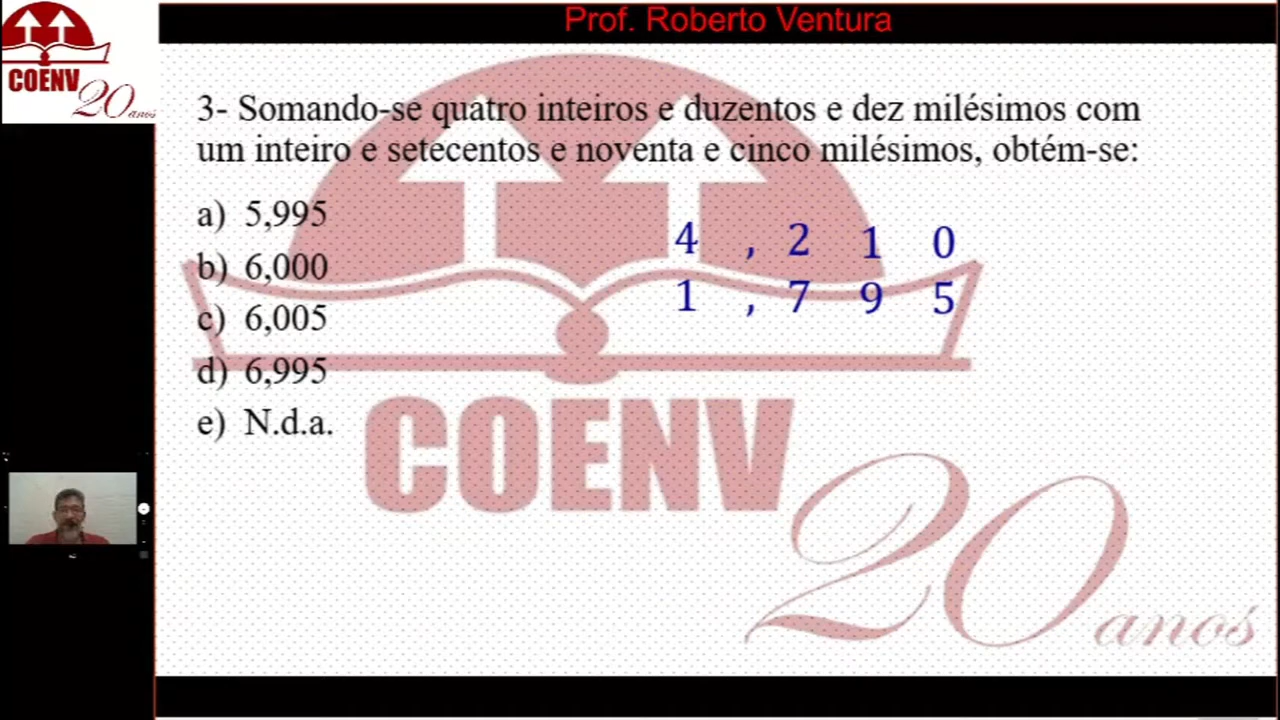 Prof. Roberto Ventura
COENV
20 anos
3- Somando-se quatro inteiros e duzentos e dez milésimos com
um inteiro e setecentos e noventa e cinco milésimos, obtém-se:
a) 5,995
b) 6,000
c) 6,005
d) 6,995
e) N.d.a.
4 , 2 1 0
1 , 7 9 5
COENV
20 anos